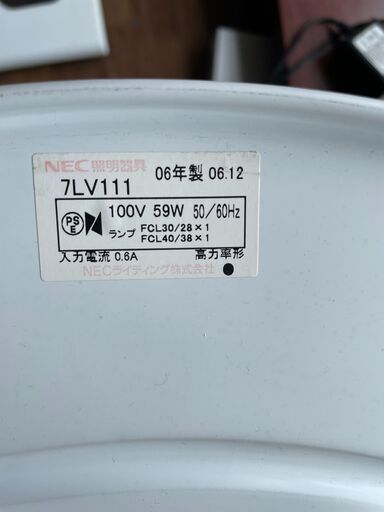 NEC照明器具 06年製 06.12
7LV111
PS E 100V 59W 50/60Hz
ランプ FCL30/28×1
FCL40/38×1
入力電流 0.6A 高力率形
NECライティング株式会社